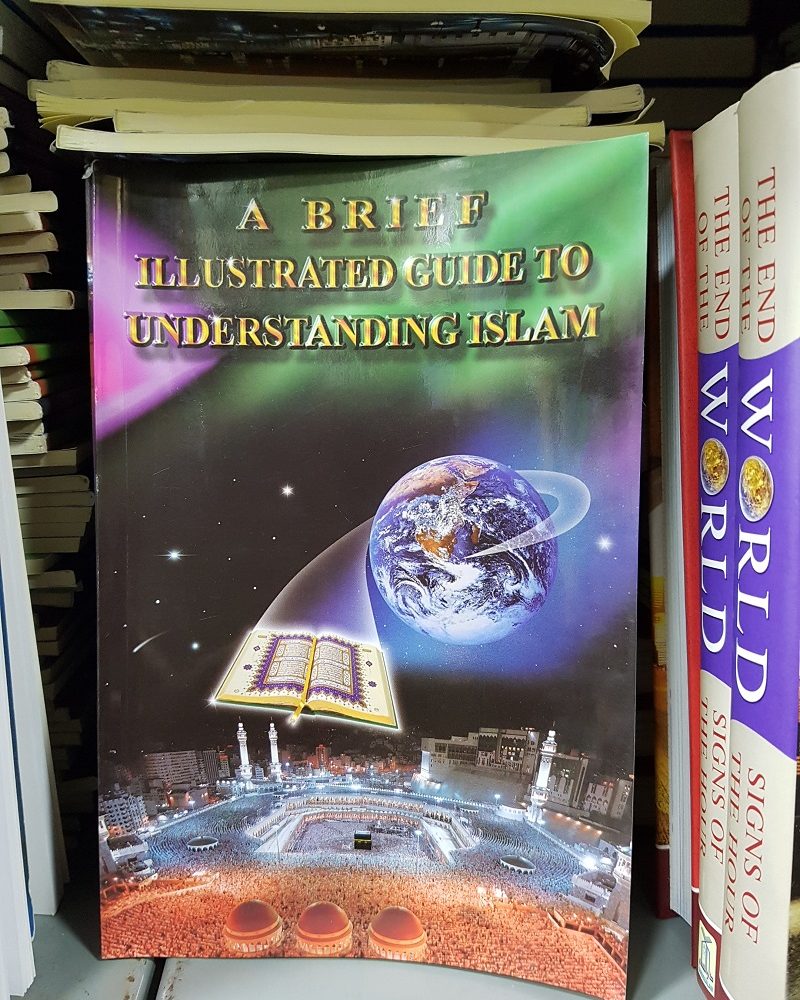 A BRIEF
ILLUSTRATED GUIDE TO
UNDERSTANDING ISLAM
THE END
OF THE
WORLD
SIGNS OF
THE HOUR
THE END
OF THE
WORLD
SIGNS OF
THE HOUR